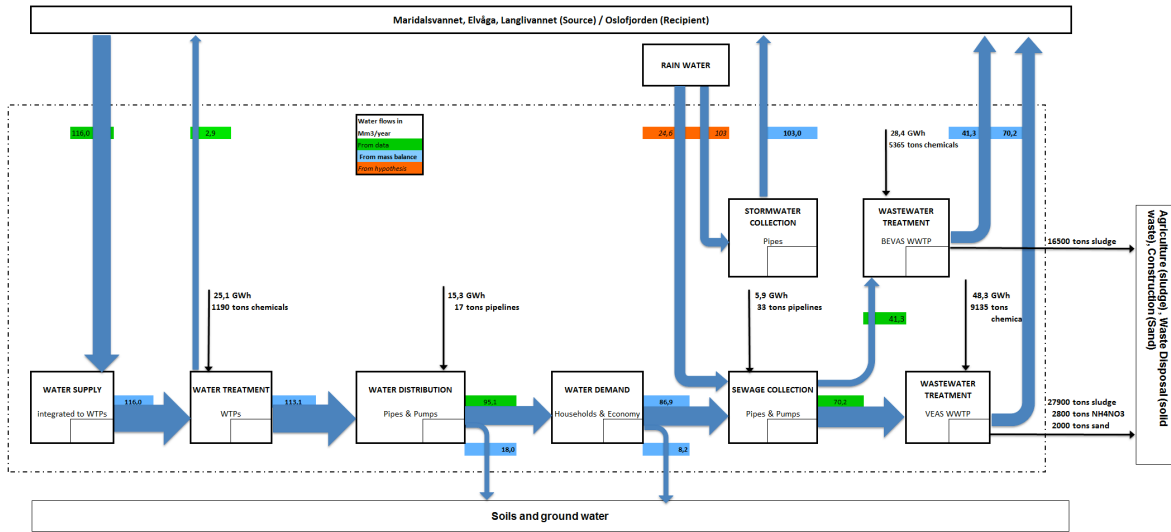 Maridalsvannet, Elvåga, Langlivannet (Source) / Oslofjorden (Recipient)
RAIN WATER
Water flows in
Mm3/year
From data
From mass balance
From hypothesis
116,0
2,9
24,6
103
103,0
28,4 GWh
5365 tons chemicals
41,3
70,2
STORMWATER
COLLECTION
Pipes
WASTEWATER
TREATMENT
BEVAS WWTP
16500 tons sludge
Agriculture (sludge), Waste Disposal (solid
waste), Construction (Sand)
25,1 GWh
1190 tons chemicals
15,3 GWh
17 tons pipelines
5,9 GWh
33 tons pipelines
41,3
48,3 GWh
9135 tons
chemica
WATER SUPPLY
integrated to WTPs
116,0
WATER TREATMENT
WTPs
113,1
WATER DISTRIBUTION
Pipes & Pumps
95,1
18,0
WATER DEMAND
Households & Economy
86,9
8,2
SEWAGE COLLECTION
Pipes & Pumps
70,2
WASTEWATER
TREATMENT
VEAS WWTP
27900 tons sludge
2800 tons NH4NO3
2000 tons sand
Soils and ground water